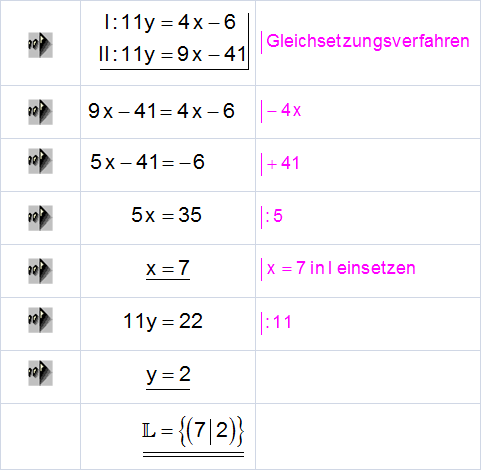 I: 11y = 4x − 6
II: 11y = 9x − 41
| Gleichsetzungsverfahren
9x − 41 = 4x − 6 | − 4x
5x − 41 = −6 | + 41
5x = 35 | : 5
x = 7 | x = 7 in I einsetzen
11y = 22 | : 11
y = 2
𝕃 = {(7 | 2)}